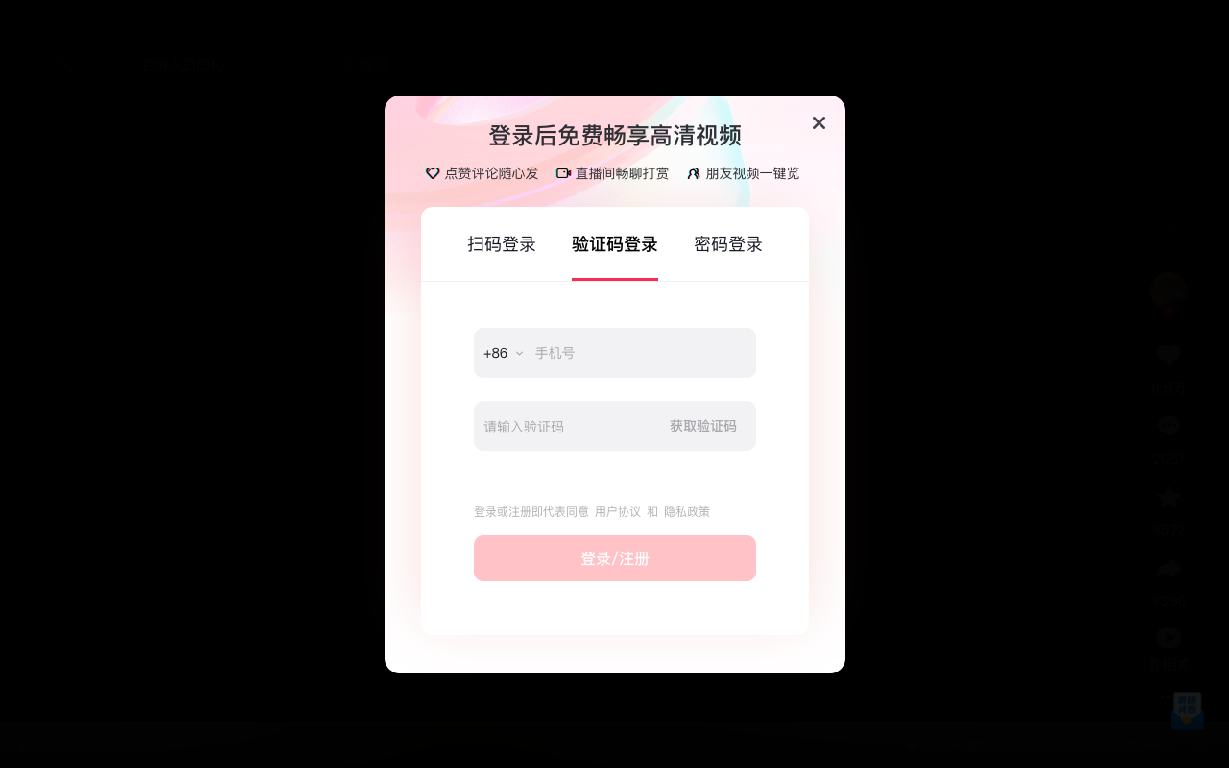 登录后免费畅享高清视频
点赞评论随心发 直播间畅聊打赏 朋友视频一键览
扫码登录 验证码登录 密码登录
+86 手机号
请输入验证码 获取验证码
登录或注册即代表同意 用户协议 和 隐私政策
登录/注册